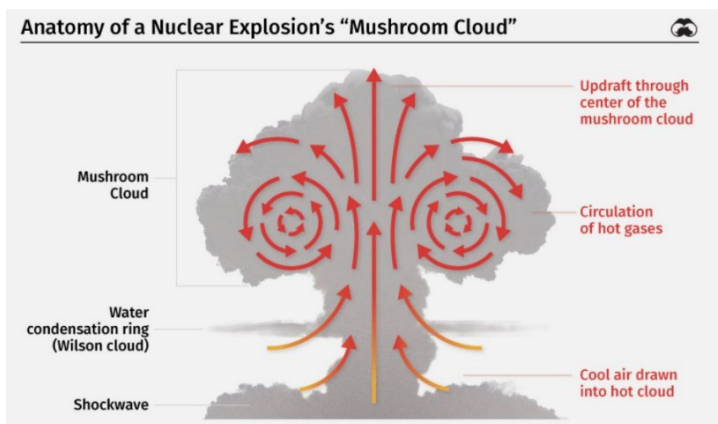 Anatomy of a Nuclear Explosion’s “Mushroom Cloud”
Updraft through
center of the
mushroom cloud
Mushroom
Cloud
Circulation
of hot gases
Water
condensation ring
(Wilson cloud)
Cool air drawn
into hot cloud
Shockwave